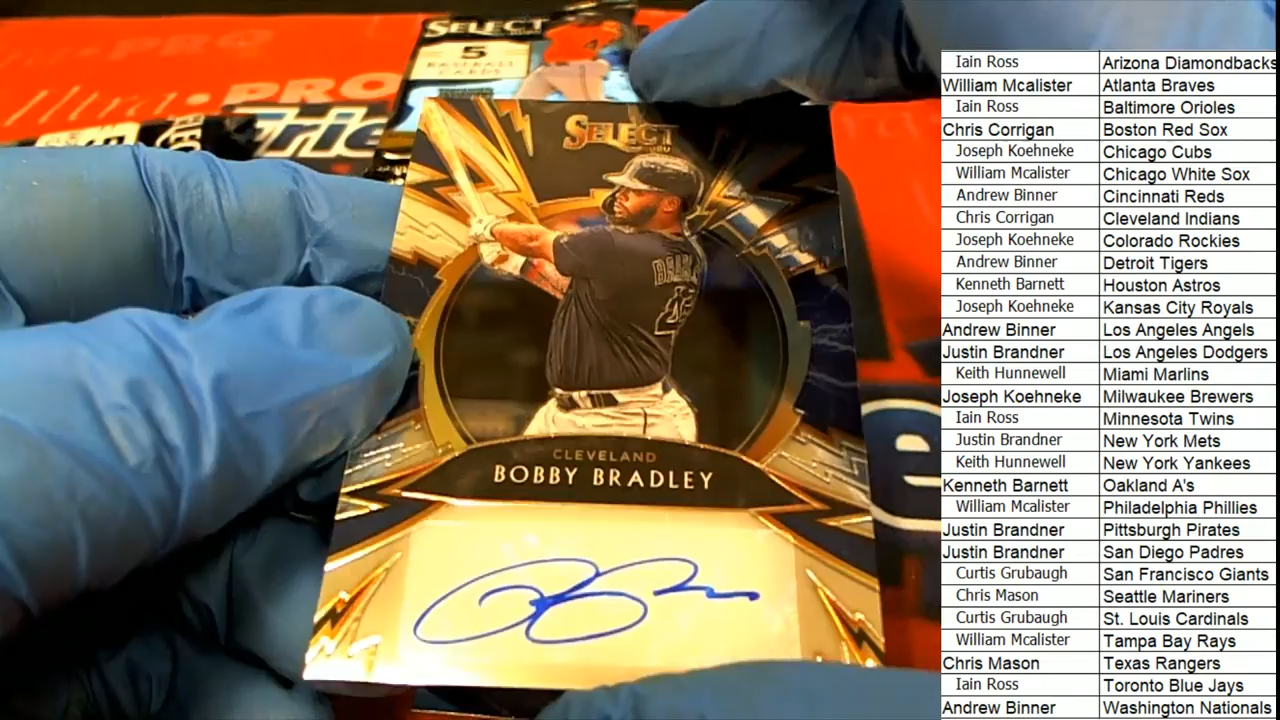 SELECT
5
BASEBALL
CARDS
Ultra PRO
SELECT
BRADLEY
CLEVELAND
BOBBY BRADLEY
Iain Ross Arizona Diamondbacks
William Mcalister Atlanta Braves
Iain Ross Baltimore Orioles
Chris Corrigan Boston Red Sox
Joseph Koehneke Chicago Cubs
William Mcalister Chicago White Sox
Andrew Binner Cincinnati Reds
Chris Corrigan Cleveland Indians
Joseph Koehneke Colorado Rockies
Andrew Binner Detroit Tigers
Kenneth Barnett Houston Astros
Joseph Koehneke Kansas City Royals
Andrew Binner Los Angeles Angels
Justin Brandner Los Angeles Dodgers
Keith Hunnewell Miami Marlins
Joseph Koehneke Milwaukee Brewers
Iain Ross Minnesota Twins
Justin Brandner New York Mets
Keith Hunnewell New York Yankees
Kenneth Barnett Oakland A's
William Mcalister Philadelphia Phillies
Justin Brandner Pittsburgh Pirates
Justin Brandner San Diego Padres
Curtis Grubaugh San Francisco Giants
Chris Mason Seattle Mariners
Curtis Grubaugh St. Louis Cardinals
William Mcalister Tampa Bay Rays
Chris Mason Texas Rangers
Iain Ross Toronto Blue Jays
Andrew Binner Washington Nationals